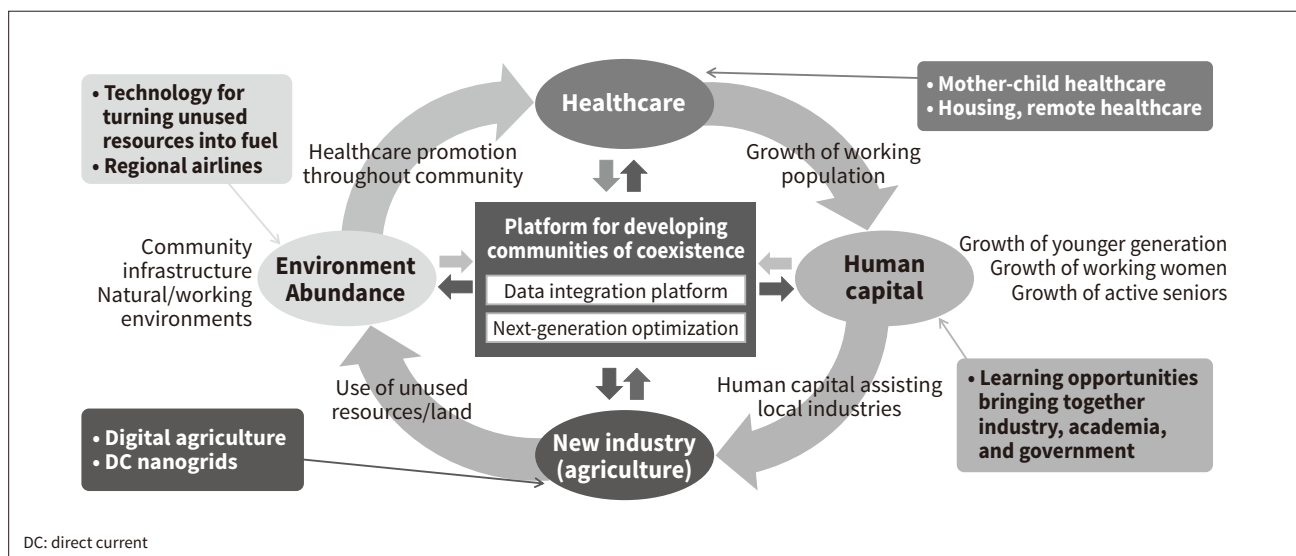 • Technology for
turning unused
resources into fuel
• Regional airlines
Healthcare
• Mother-child healthcare
• Housing, remote healthcare
Healthcare promotion
throughout community
Growth of working
population
Platform for developing
communities of coexistence
Data integration platform
Next-generation optimization
Community
infrastructure
Natural/working
environments
Environment
Abundance
Human
capital
Growth of younger generation
Growth of working women
Growth of active seniors
Use of unused
resources/land
Human capital assisting
local industries
• Learning opportunities
bringing together
industry, academia,
and government
• Digital agriculture
• DC nanogrids
New industry
(agriculture)
DC: direct current